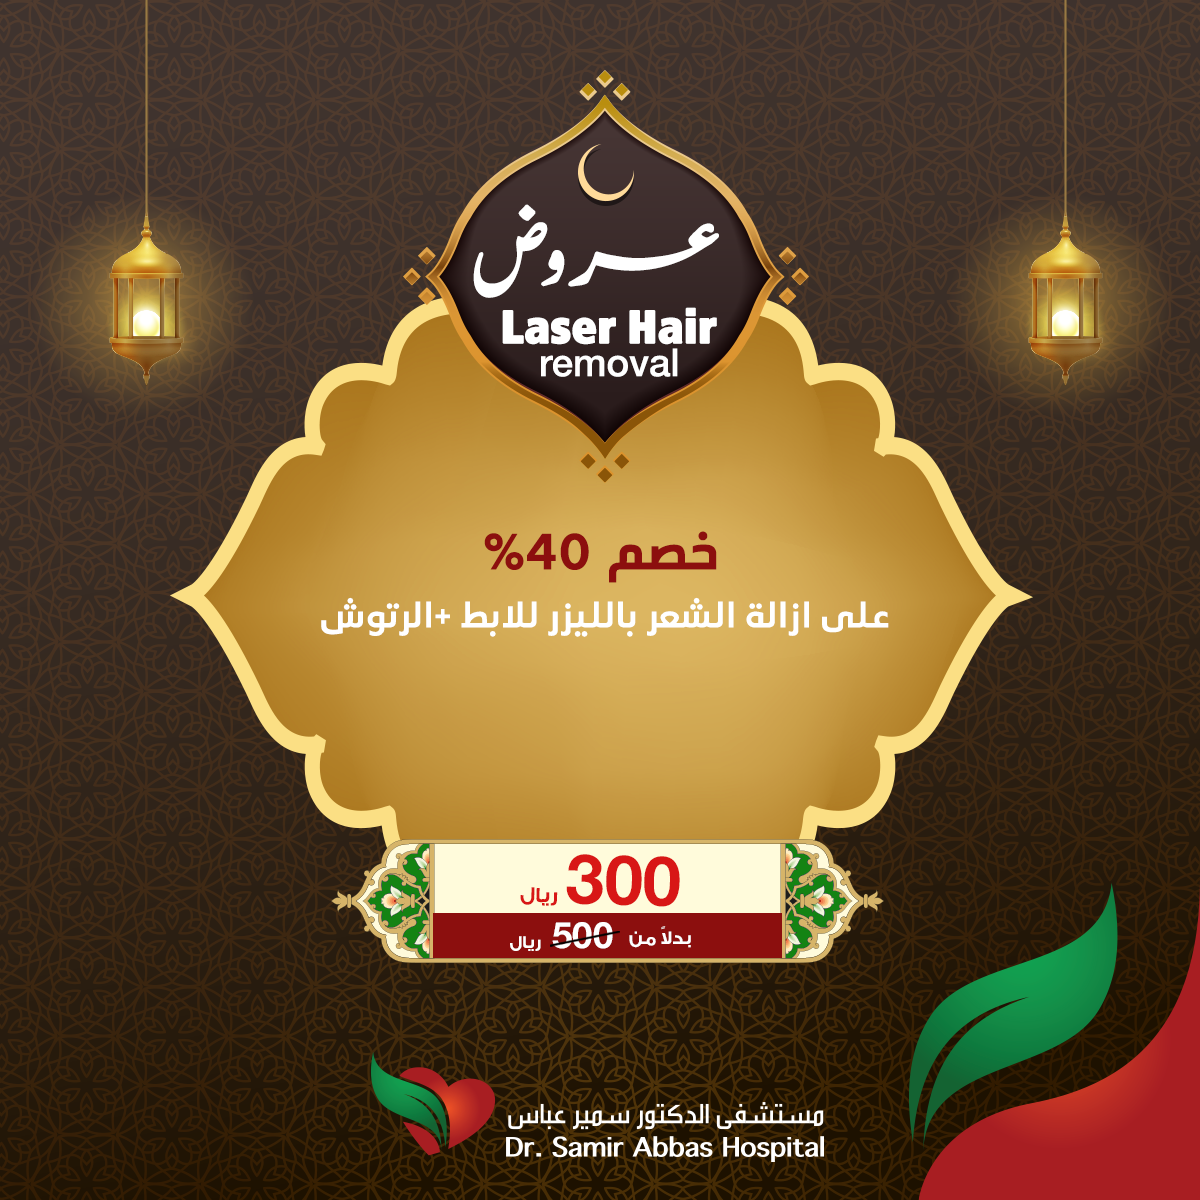 عروض
Laser Hair
removal
خصم 40%
على ازالة الشعر بالليزر للابط +الرتوش
300 ريال
بدلاً من 500 ريال
مستشفى الدكتور سمير عباس
Dr. Samir Abbas Hospital